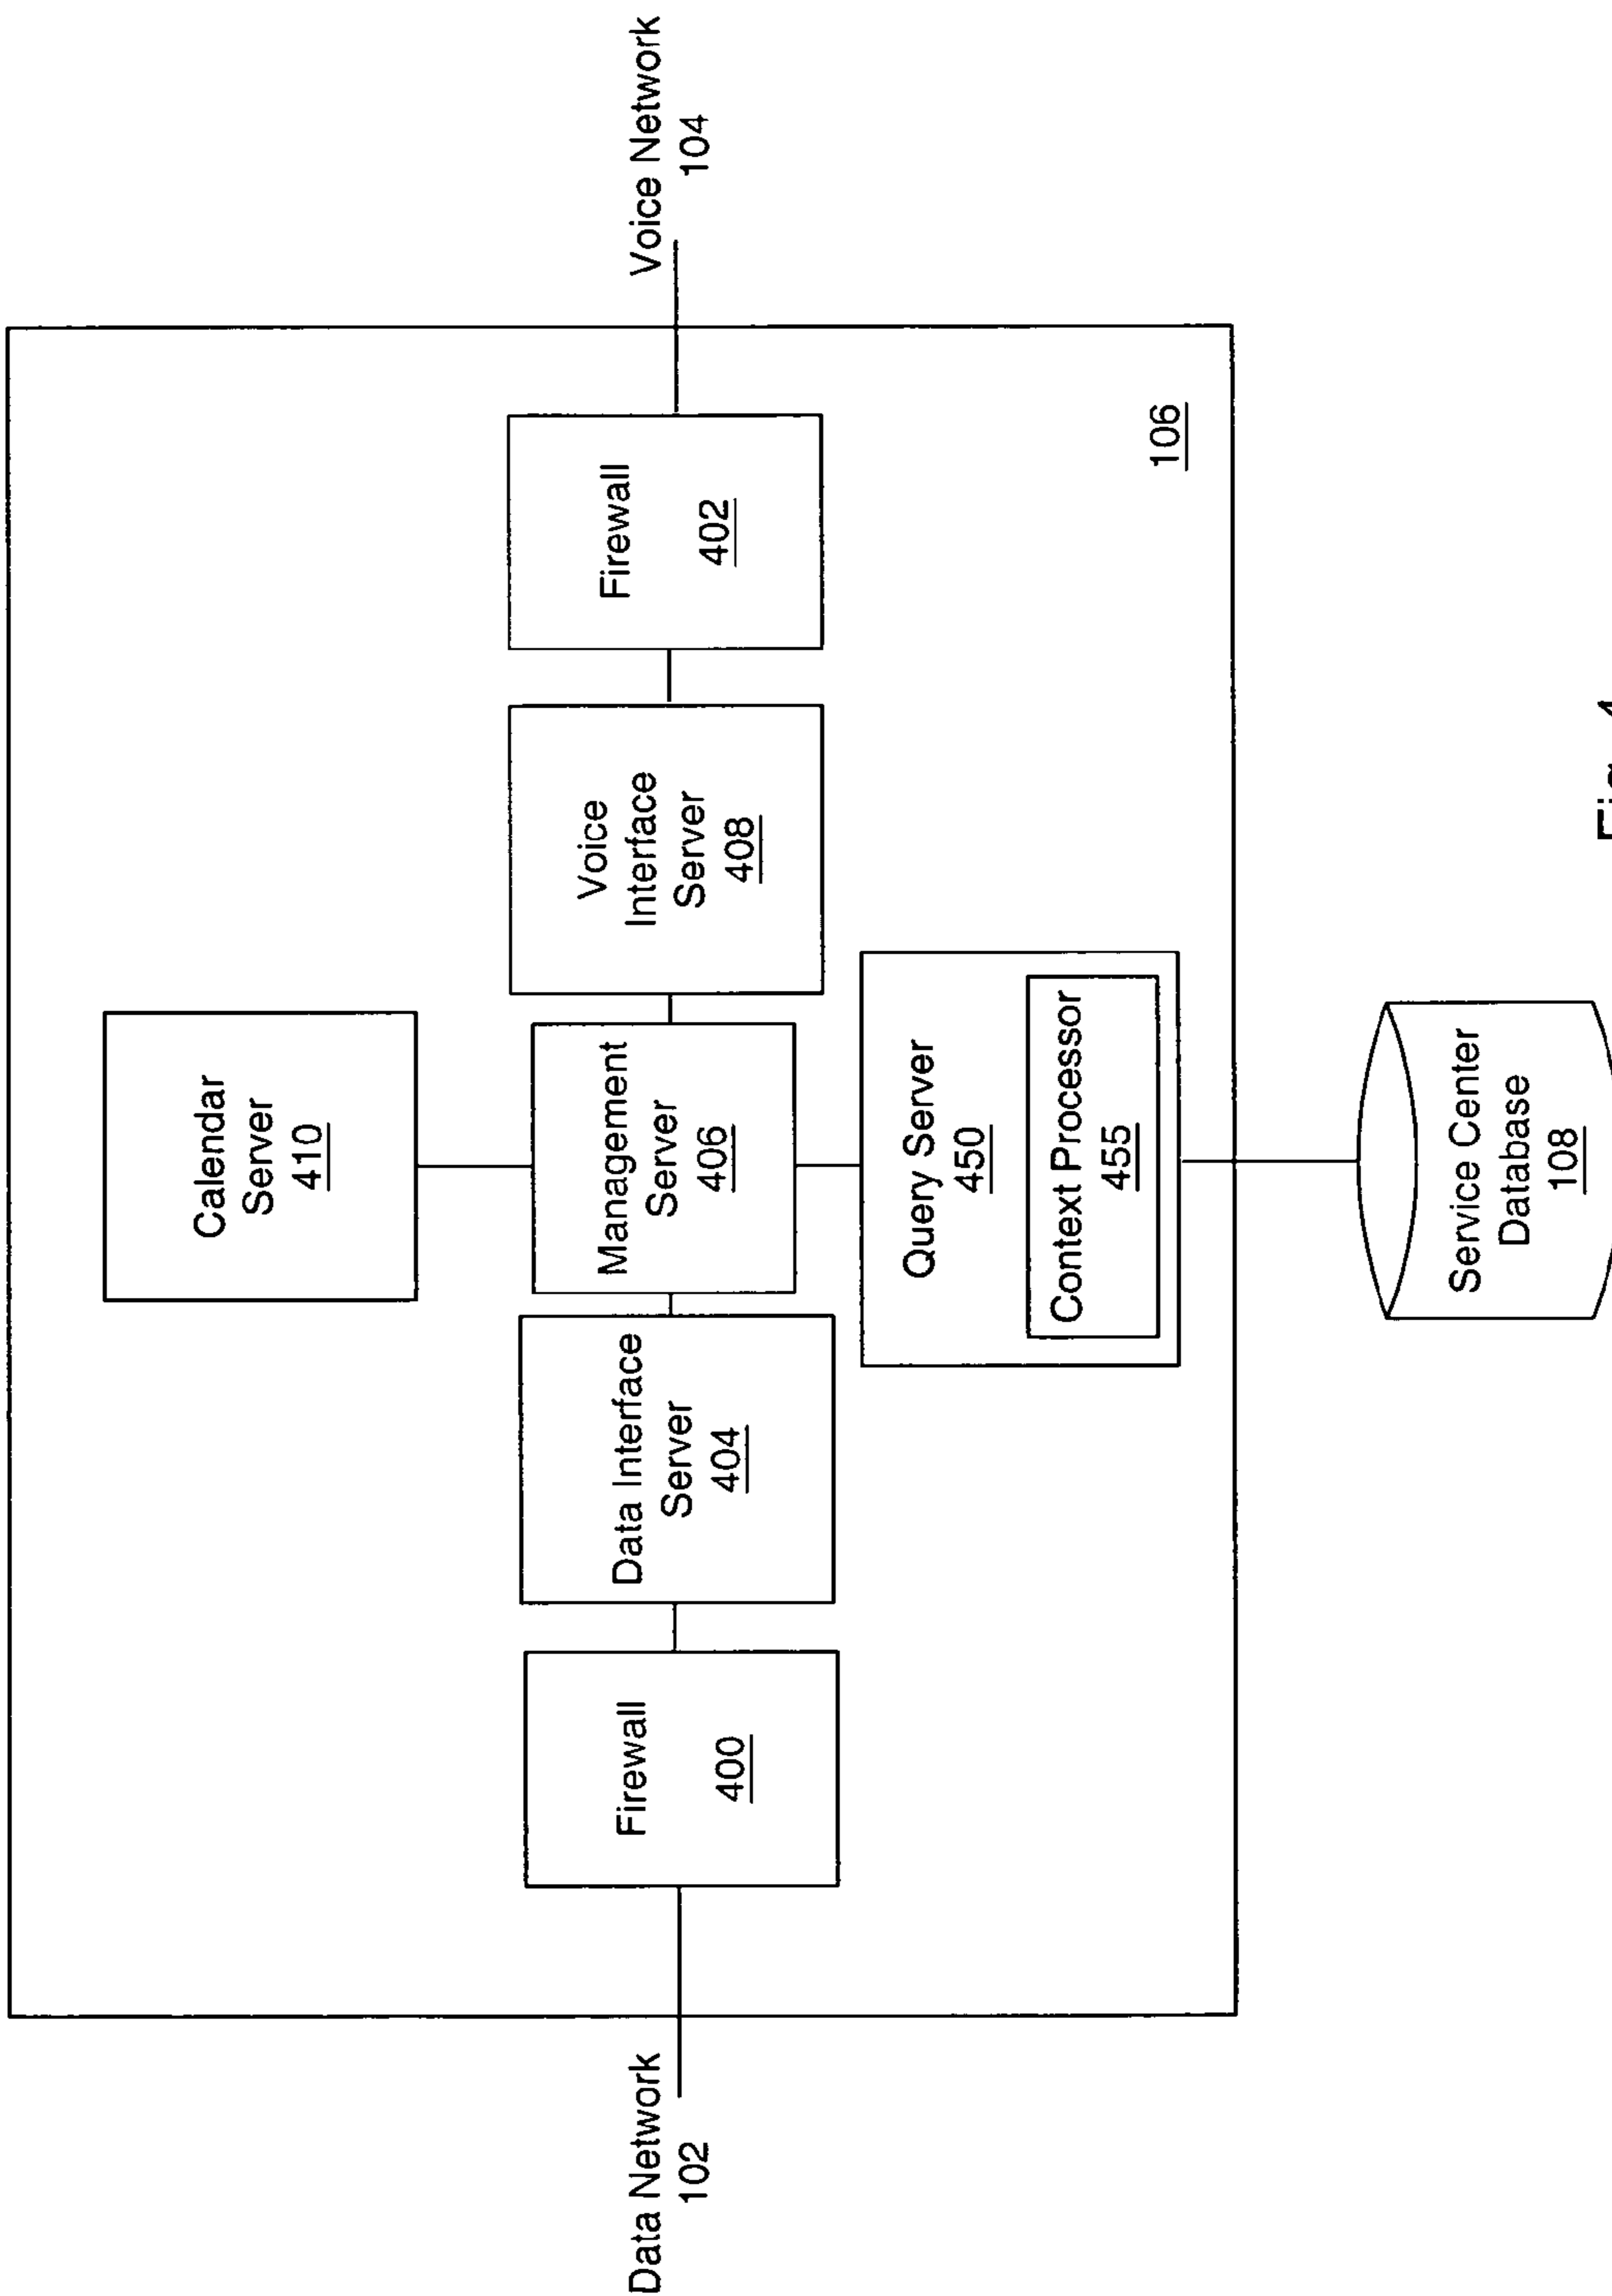 Calendar
Server
410
Data Network
102
Firewall
400
Data Interface
Server
404
Management
Server
406
Voice
Interface
Server
408
Firewall
402
Voice Network
104
Query Server
450
Context Processor
455
106
Service Center
Database
108